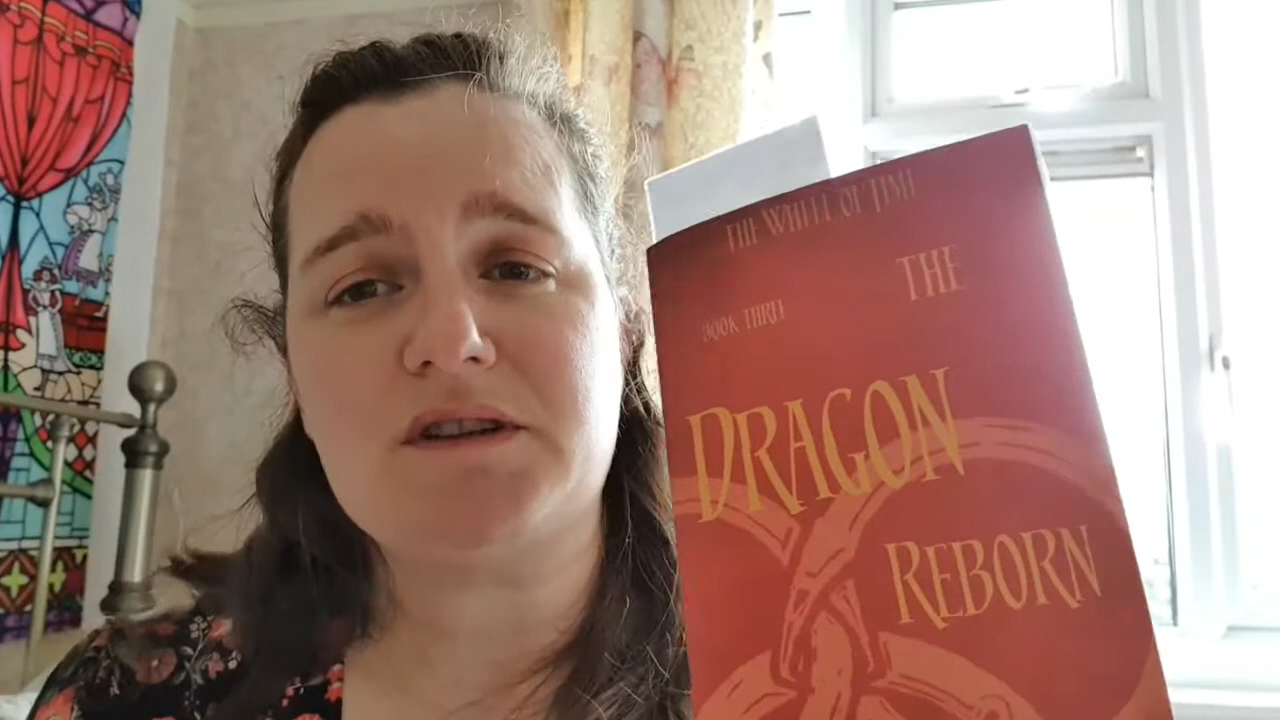 THE WHEEL OF TIME
THE
BOOK THREE
DRAGON
REBORN